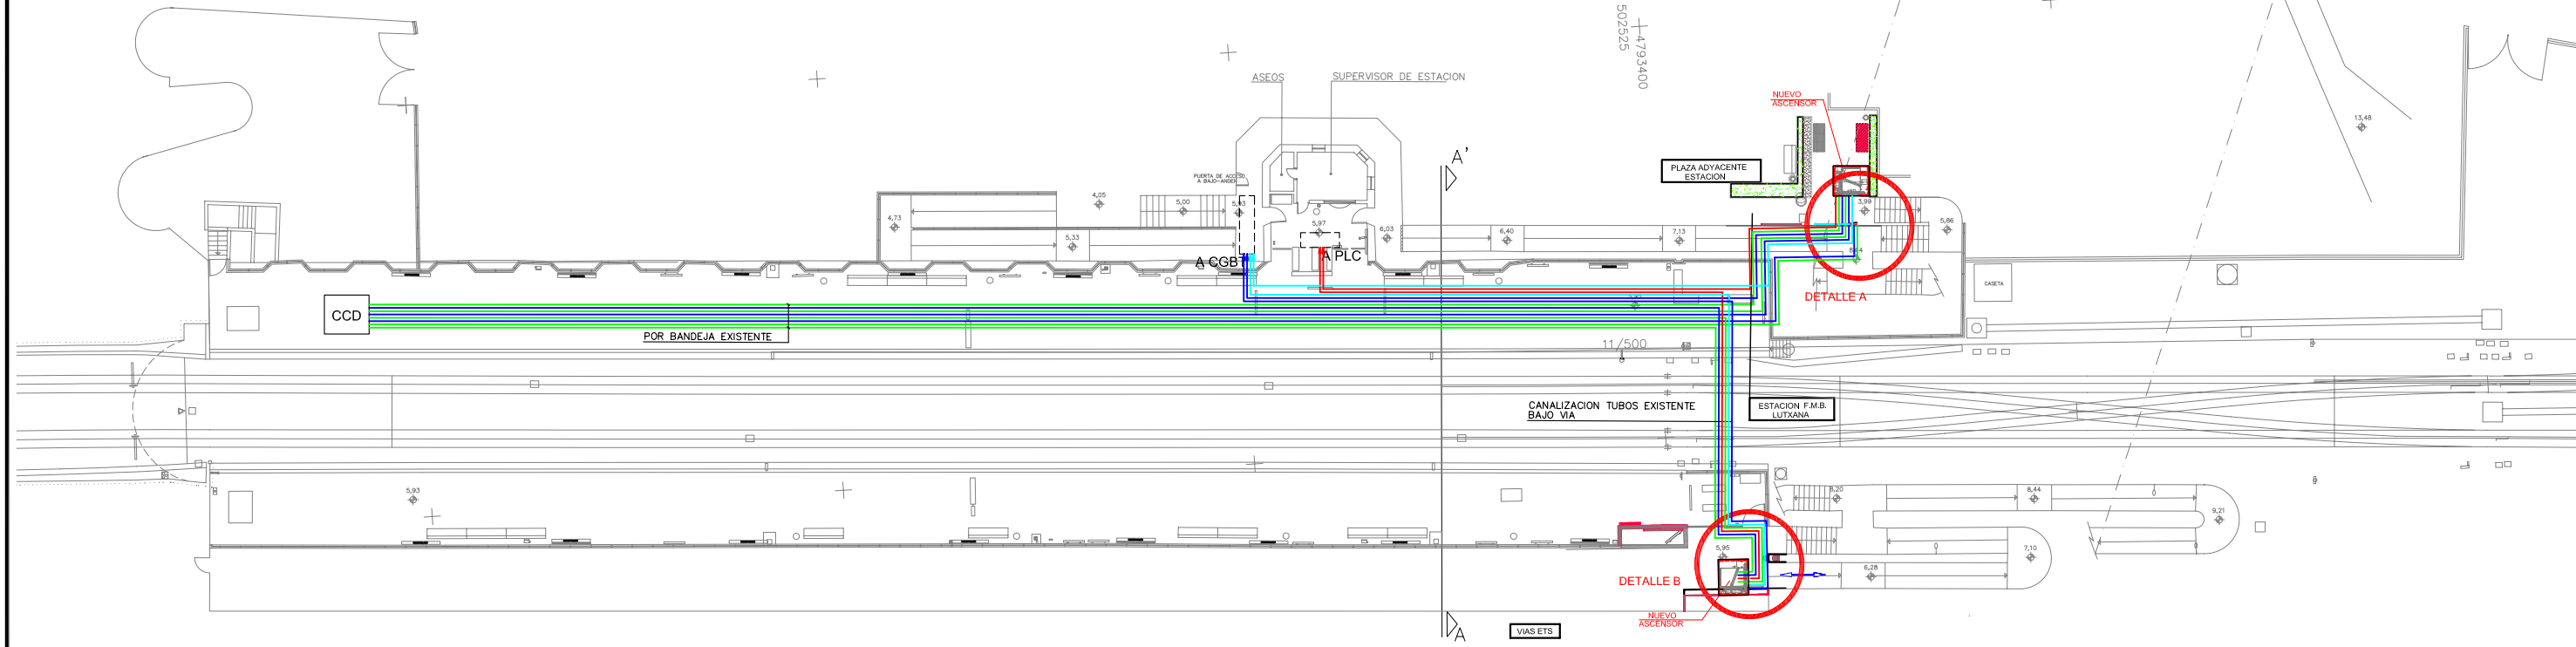 502525
4793400
ASEOS
SUPERVISOR DE ESTACION
NUEVO
ASCENSOR
13,48
A'
PLAZA ADYACENTE
ESTACION
PUERTA DE ACCESO
A BAJO-ANDEN
4,05
5,00
5,93
4,73
5,33
5,97
6,03
6,40
7,13
3,99
5,86
A CGBT
A PLC
CASETA
DETALLE A
CCD
POR BANDEJA EXISTENTE
11/500
CANALIZACION TUBOS EXISTENTE
BAJO VIA
ESTACION F.M.B.
LUTXANA
5,93
8,20
8,44
9,21
5,95
7,10
6,28
DETALLE B
NUEVO
ASCENSOR
A
VIAS ETS